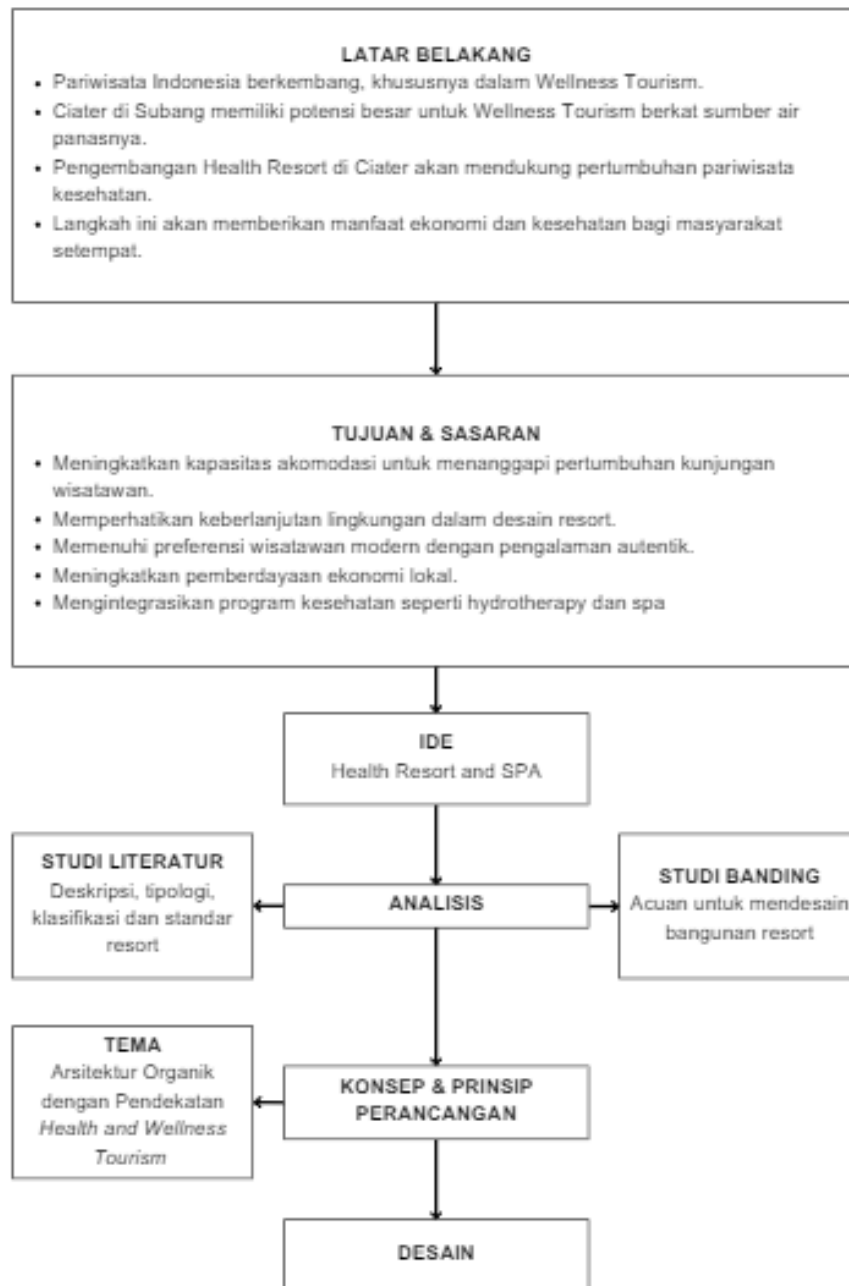 LATAR BELAKANG
• Pariwisata Indonesia berkembang, khususnya dalam Wellness Tourism.
• Ciater di Subang memiliki potensi besar untuk Wellness Tourism berkat sumber air
panasnya.
• Pengembangan Health Resort di Ciater akan mendukung pertumbuhan pariwisata
kesehatan.
• Langkah ini akan memberikan manfaat ekonomi dan kesehatan bagi masyarakat
setempat.
TUJUAN & SASARAN
• Meningkatkan kapasitas akomodasi untuk menanggapi pertumbuhan kunjungan
wisatawan.
• Memperhatikan keberlanjutan lingkungan dalam desain resort.
• Memenuhi preferensi wisatawan modern dengan pengalaman autentik.
• Meningkatkan pemberdayaan ekonomi lokal.
• Mengintegrasikan program kesehatan seperti hydrotherapy dan spa
IDE
Health Resort and SPA
STUDI LITERATUR
Deskripsi, tipologi,
klasifikasi dan standar
resort
ANALISIS
STUDI BANDING
Acuan untuk mendesain
bangunan resort
TEMA
Arsitektur Organik
dengan Pendekatan
Health and Wellness
Tourism
KONSEP & PRINSIP
PERANCANGAN
DESAIN